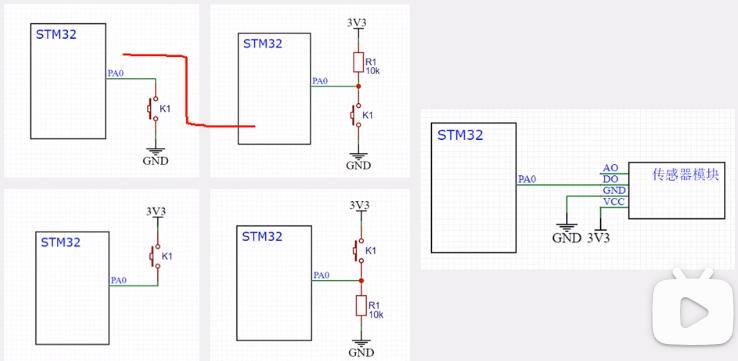 STM32
PA0
K1
GND
3V3
STM32
R1
10k
PA0
K1
GND
3V3
STM32
K1
PA0
3V3
STM32
K1
PA0
R1
10k
GND
STM32
PA0
AO
DO
GND
VCC
传感器模块
GND
3V3